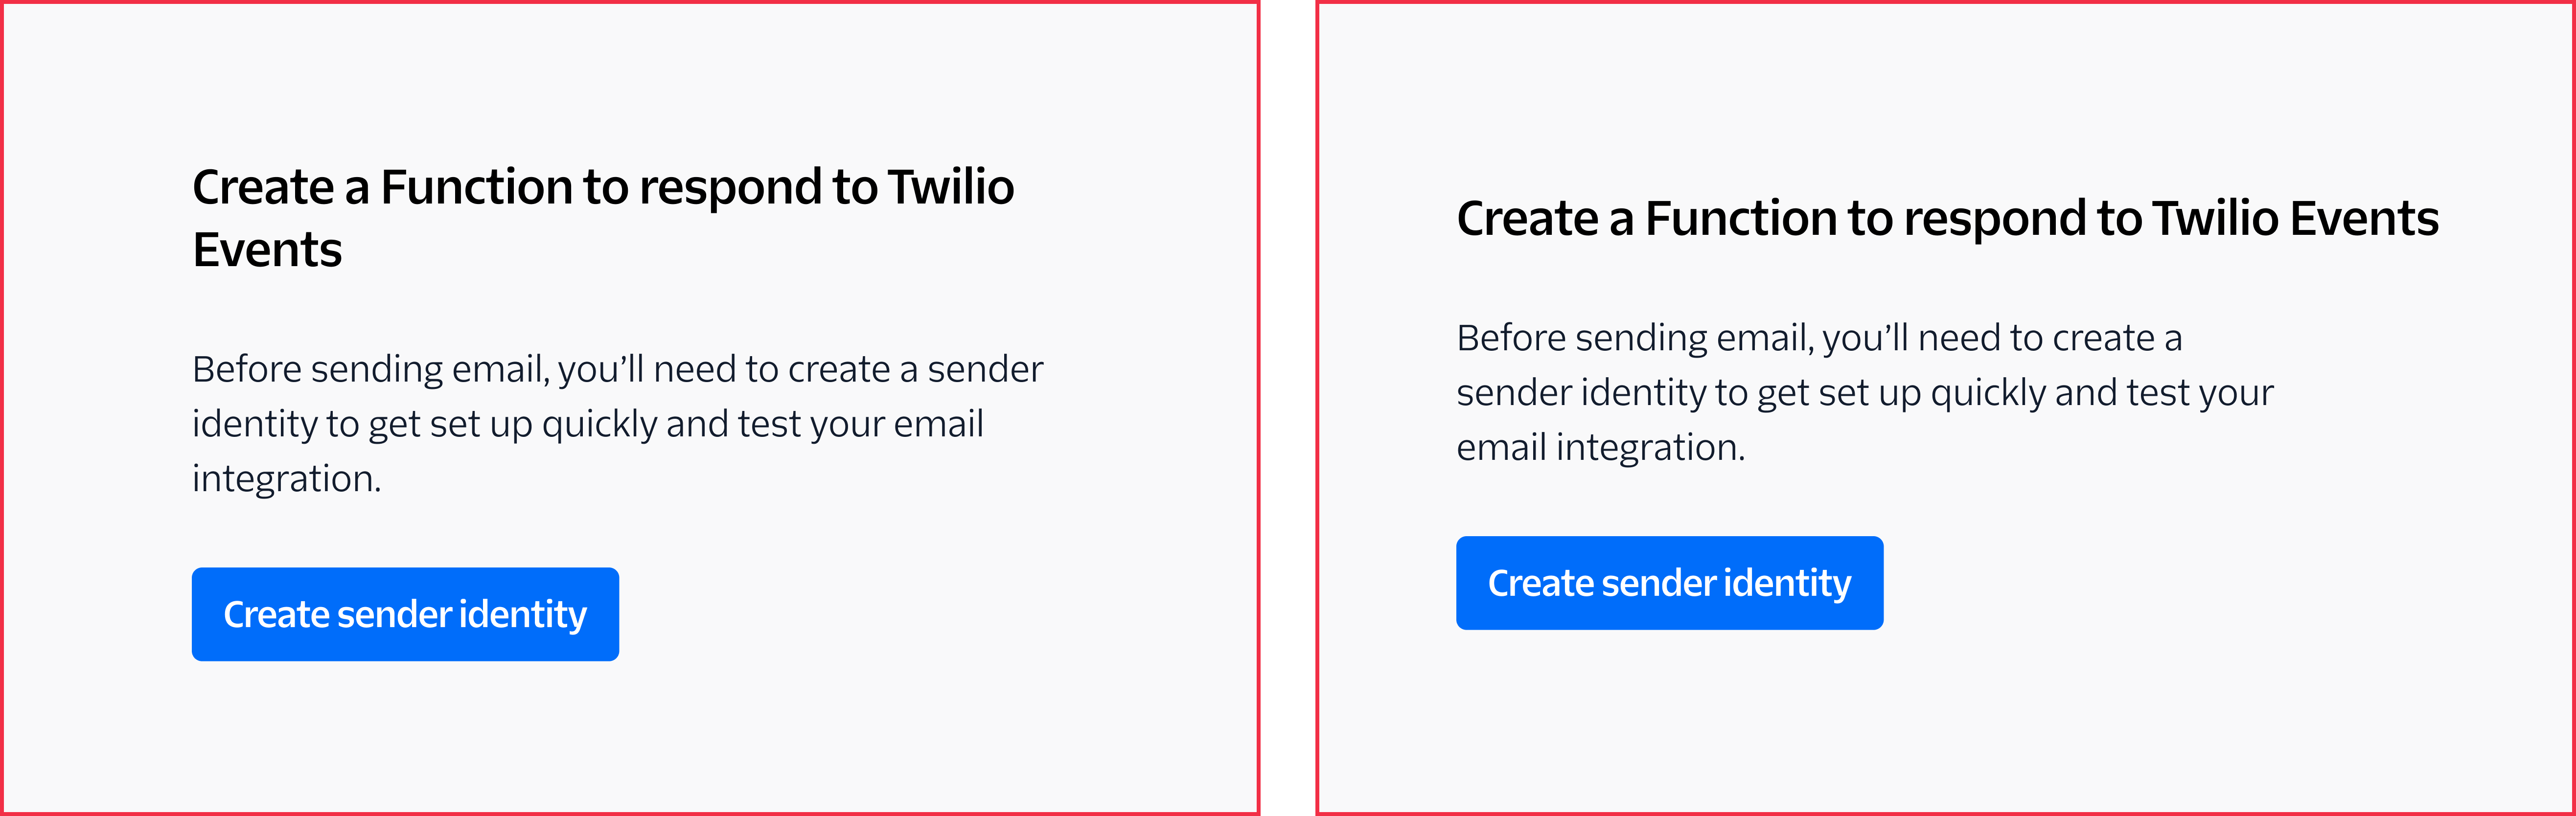 Create a Function to respond to Twilio
Events
Before sending email, you’ll need to create a sender
identity to get set up quickly and test your email
integration.
Create sender identity
Create a Function to respond to Twilio Events
Before sending email, you’ll need to create a
sender identity to get set up quickly and test your
email integration.
Create sender identity